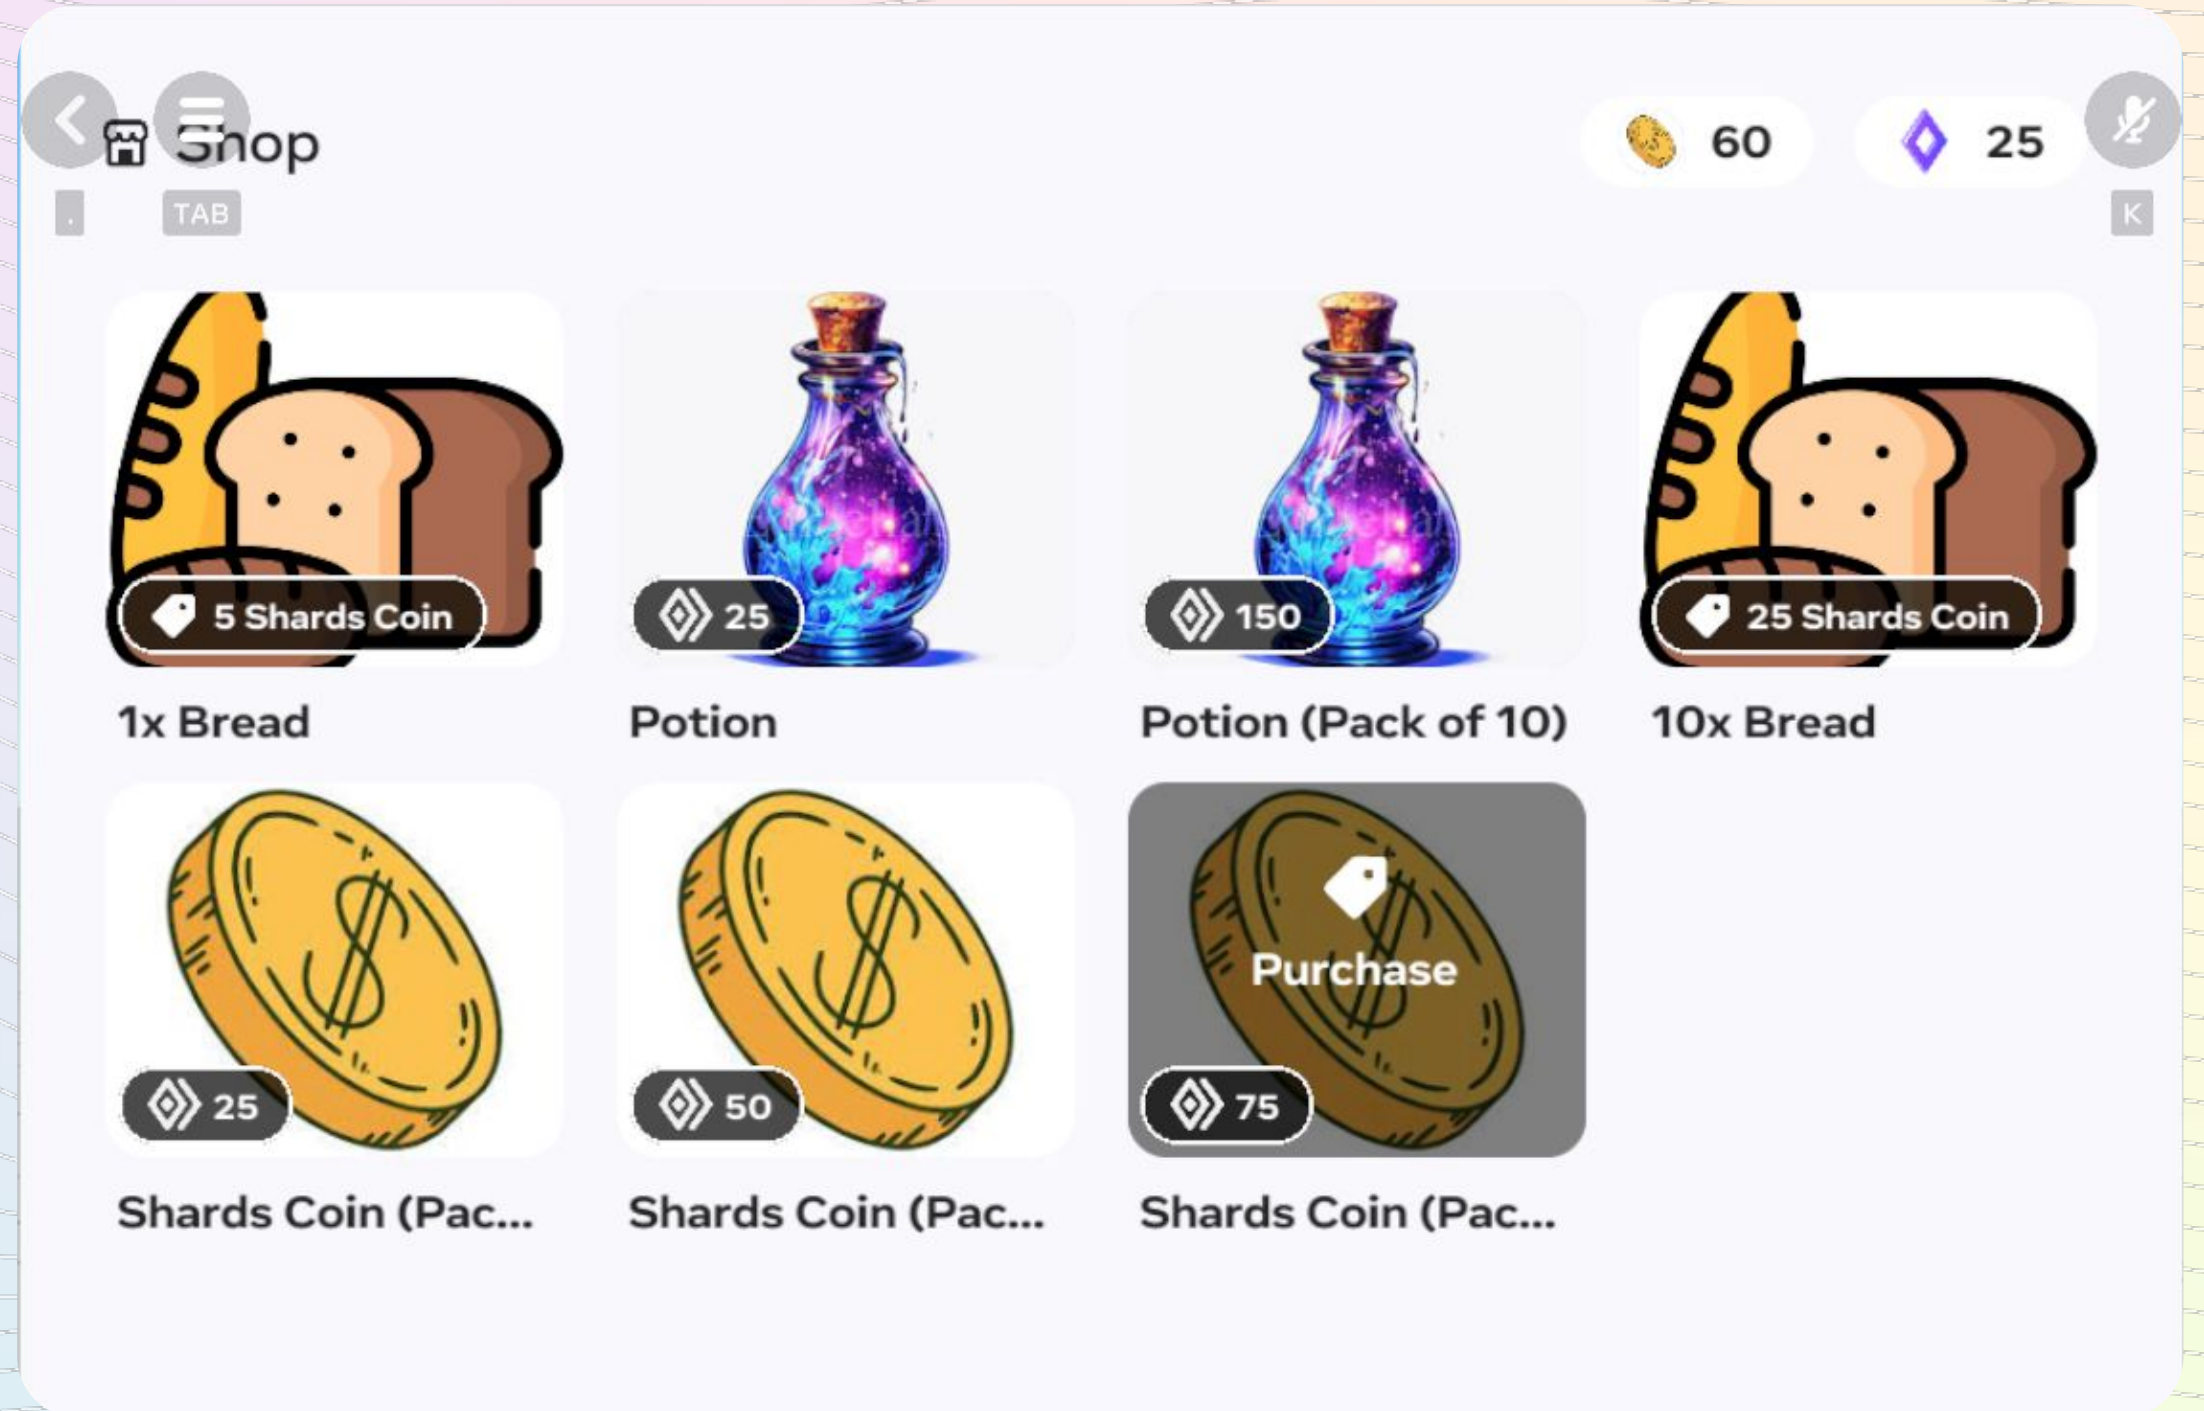 Shop
60
25
.
TAB
K
5 Shards Coin
25
150
25 Shards Coin
1x Bread
Potion
Potion (Pack of 10)
10x Bread
Purchase
25
50
75
Shards Coin (Pac...
Shards Coin (Pac...
Shards Coin (Pac...